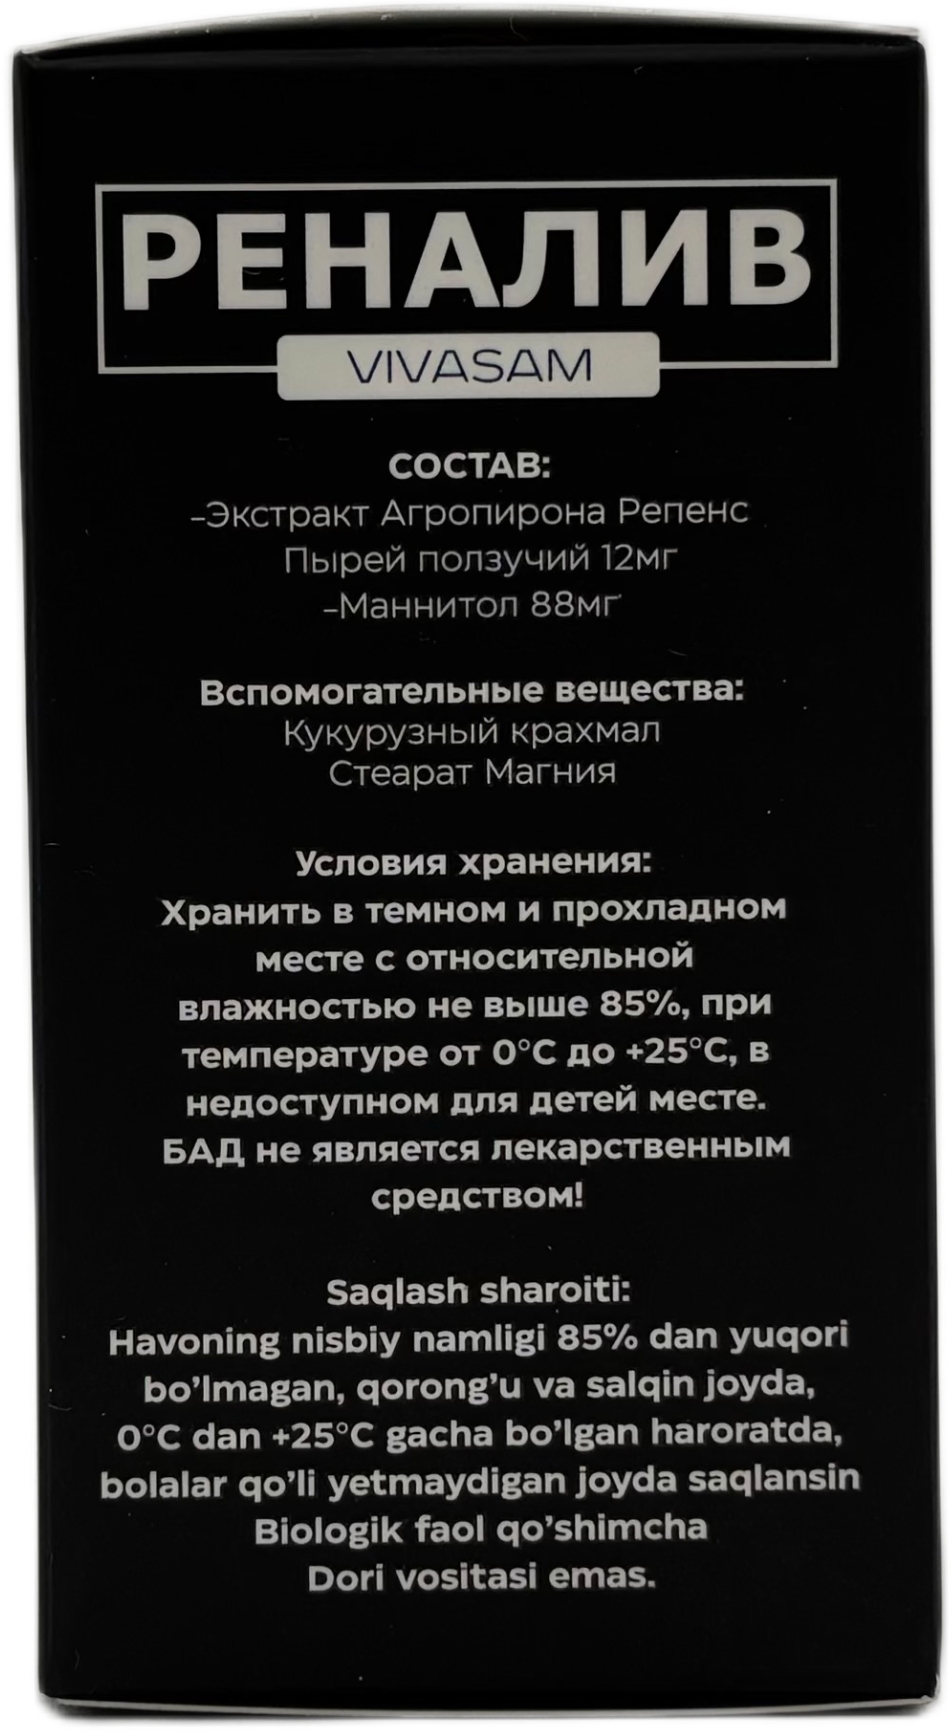 РЕНАЛИВ
VIVASAM
СОСТАВ:
-Экстракт Агропирона Репенс
Пырей ползучий 12мг
-Маннитол 88мг
Вспомогательные вещества:
Кукурузный крахмал
Стеарат Магния
Условия хранения:
Хранить в темном и прохладном
месте с относительной
влажностью не выше 85%, при
температуре от 0°C до +25°C, в
недоступном для детей месте.
БАД не является лекарственным
средством!
Saqlash sharoiti:
Havoning nisbiy namligi 85% dan yuqori
bo’lmagan, qorong’u va salqin joyda,
0°C dan +25°C gacha bo’lgan haroratda,
bolalar qo’li yetmaydigan joyda saqlansin
Biologik faol qo’shimcha
Dori vositasi emas.